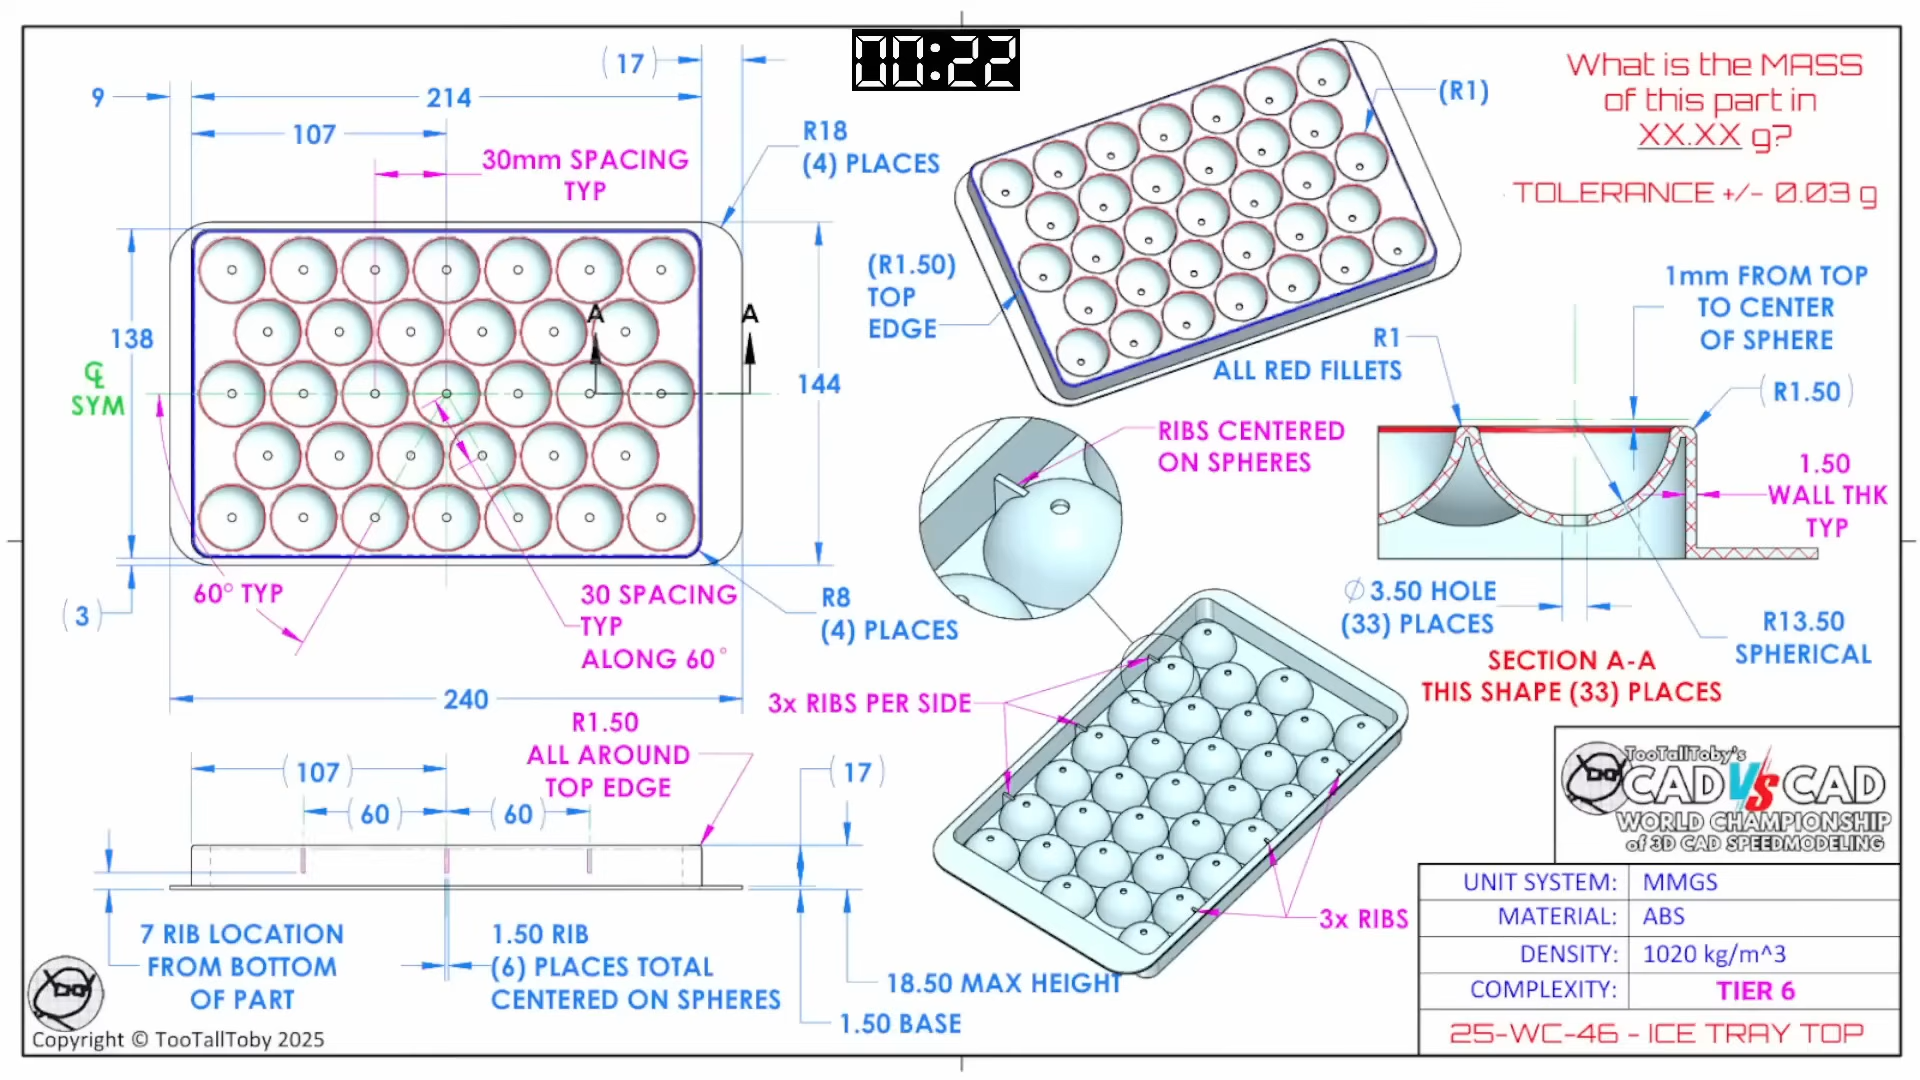 00:22
What is the MASS
of this part in
XX.XX g?
TOLERANCE +/- 0.03 g
(17)
9
214
107
30mm SPACING
TYP
R18
(4) PLACES
(R1)
(R1.50)
TOP
EDGE
138
℄
SYM
A
A
144
60° TYP
(3)
30 SPACING
TYP
ALONG 60°
R8
(4) PLACES
240
1mm FROM TOP
TO CENTER
OF SPHERE
R1
ALL RED FILLETS
(R1.50)
RIBS CENTERED
ON SPHERES
1.50
WALL THK
TYP
∅ 3.50 HOLE
(33) PLACES
R13.50
SPHERICAL
SECTION A-A
THIS SHAPE (33) PLACES
3x RIBS PER SIDE
3x RIBS
R1.50
ALL AROUND
TOP EDGE
(107)
(60)
(60)
(17)
7 RIB LOCATION
FROM BOTTOM
OF PART
1.50 RIB
(6) PLACES TOTAL
CENTERED ON SPHERES
18.50 MAX HEIGHT
1.50 BASE
TooTallToby's
CAD VS CAD
WORLD CHAMPIONSHIP
of 3D CAD SPEEDMODELING
UNIT SYSTEM: MMGS
MATERIAL: ABS
DENSITY: 1020 kg/m^3
COMPLEXITY: TIER 6
25-WC-46 - ICE TRAY TOP
Copyright © TooTallToby 2025